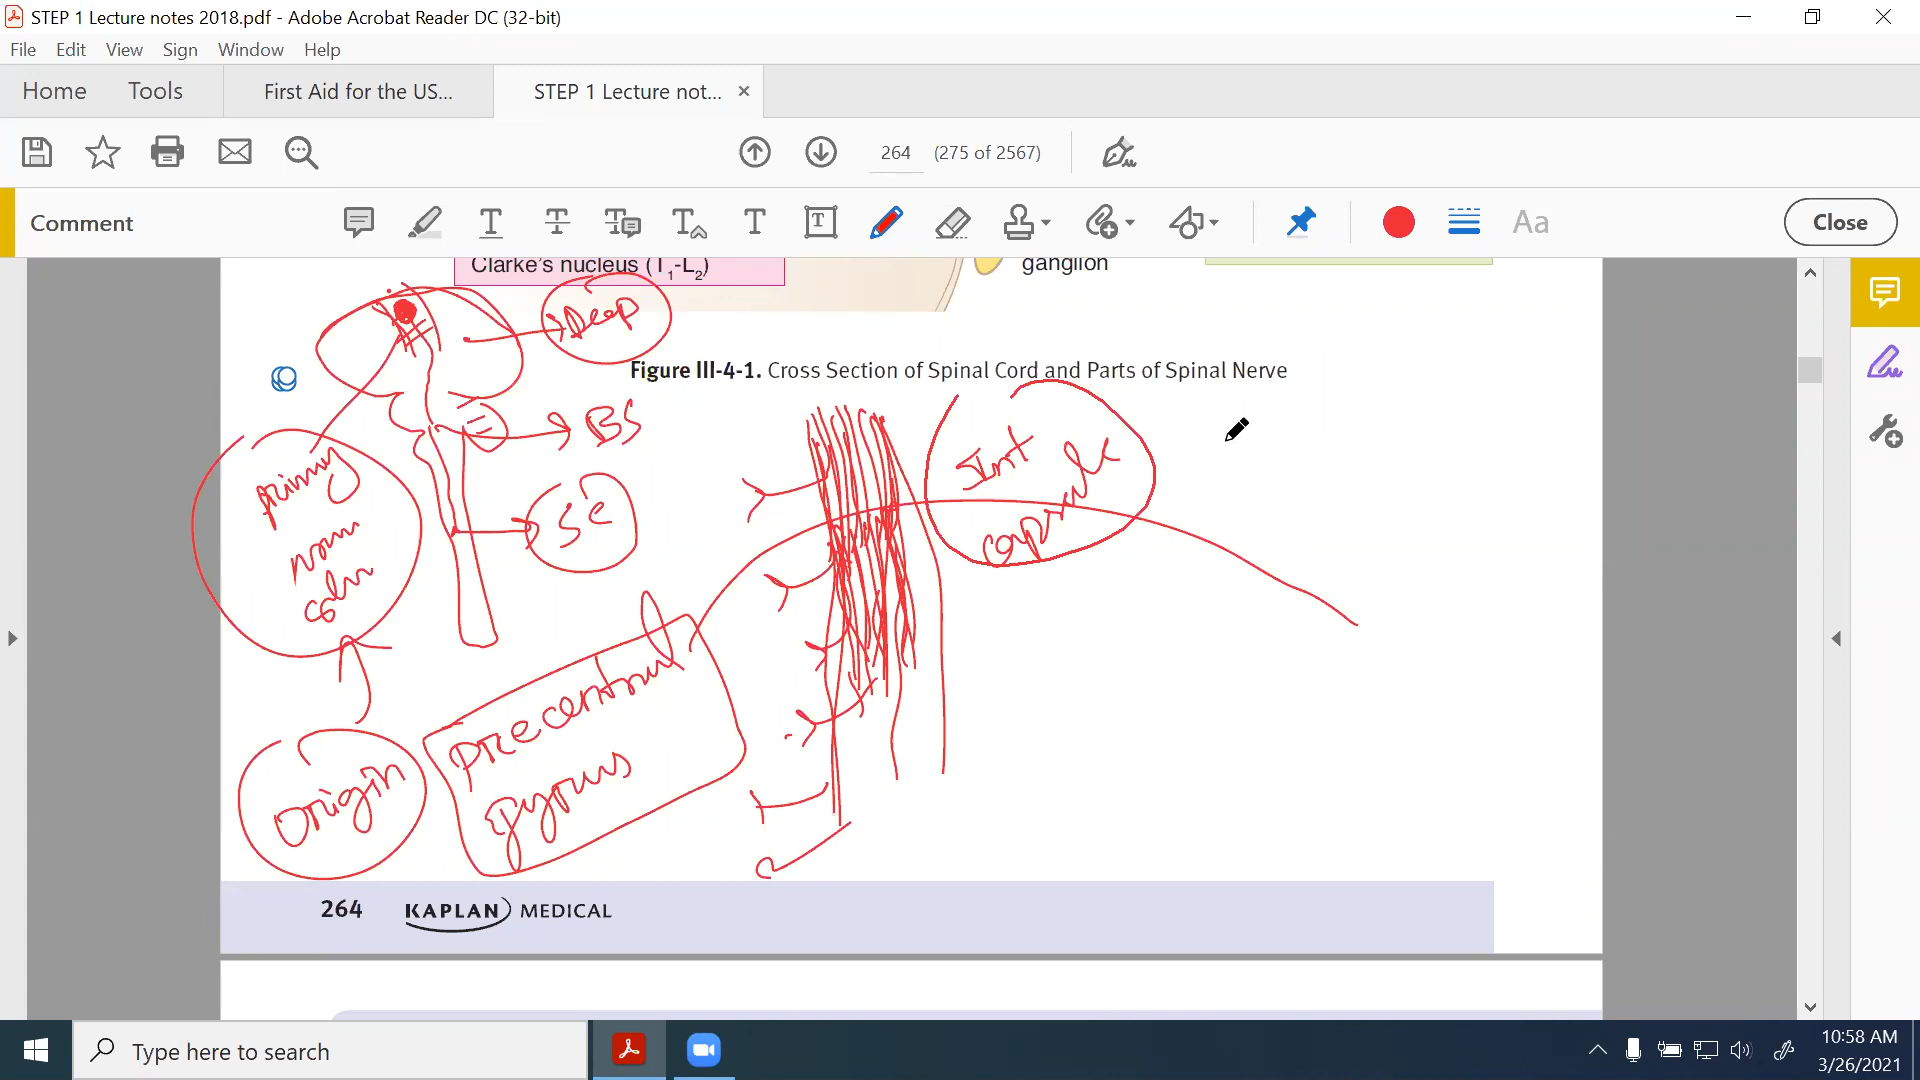 STEP 1 Lecture notes 2018.pdf - Adobe Acrobat Reader DC (32-bit)
File Edit View Sign Window Help
Home Tools First Aid for the US... STEP 1 Lecture not... ×
264 (275 of 2567)
Comment T T T T T T Aa Close
Clarke's nucleus (T1-L2)
ganglion
Deep
Figure III-4-1. Cross Section of Spinal Cord and Parts of Spinal Nerve
BS
Int
capsule
primary
SC
precentral
gyrus
origin
264 KAPLAN MEDICAL
Type here to search
10:58 AM
3/26/2021